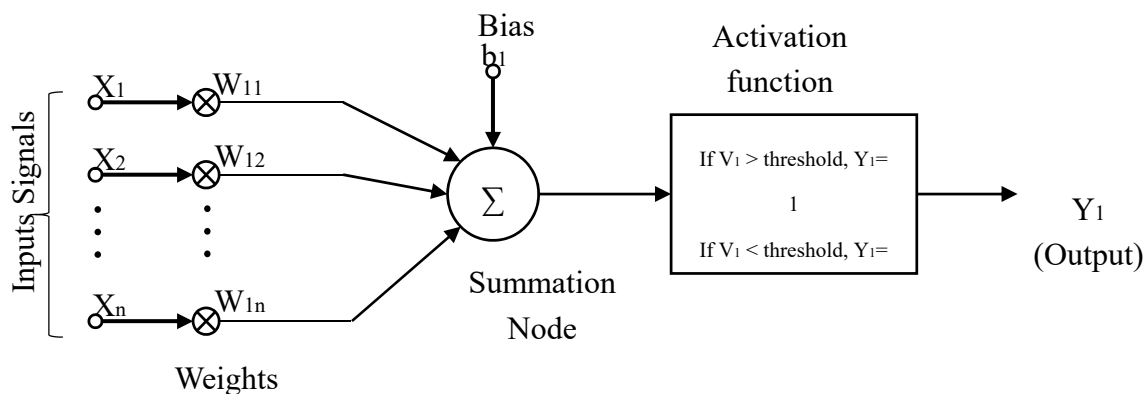 Bias
b₁
Activation
function
Inputs Signals
X₁
W₁₁
X₂
W₁₂
Xₙ
W₁ₙ
Weights
Σ
Summation
Node
If V₁ > threshold, Y₁=
1
If V₁ < threshold, Y₁=
Y₁
(Output)